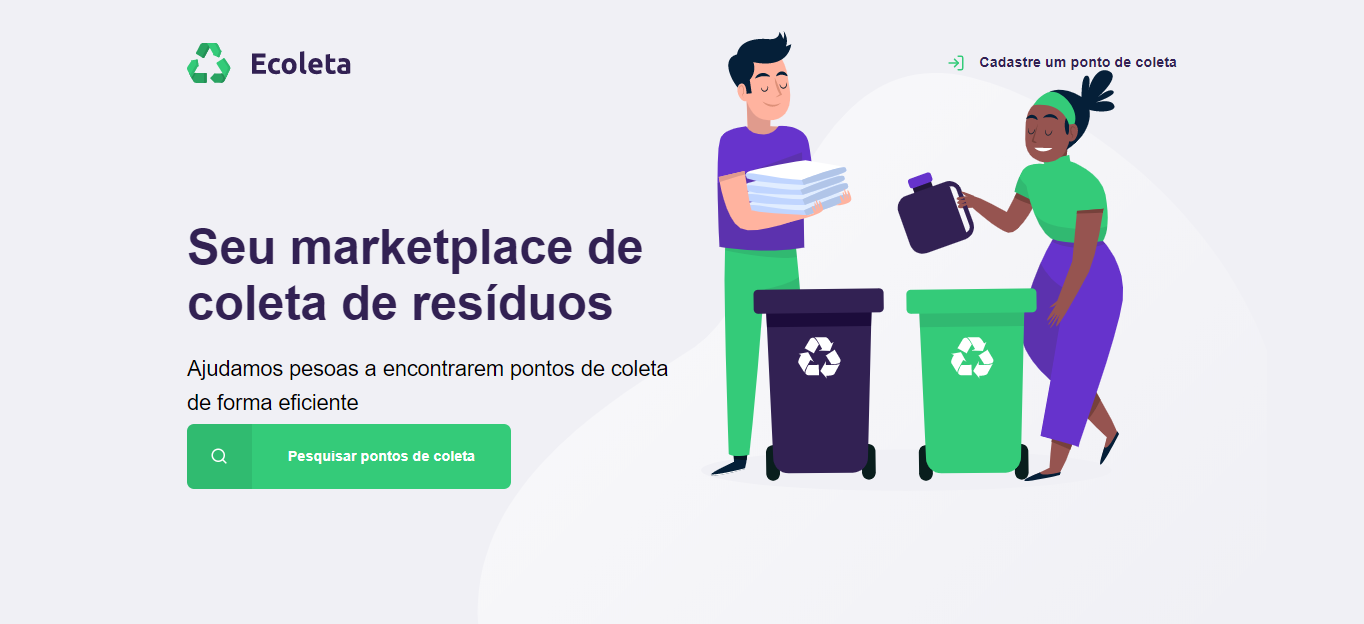 Ecoleta
Cadastre um ponto de coleta
Seu marketplace de
coleta de resíduos
Ajudamos pesoas a encontrarem pontos de coleta
de forma eficiente
Pesquisar pontos de coleta